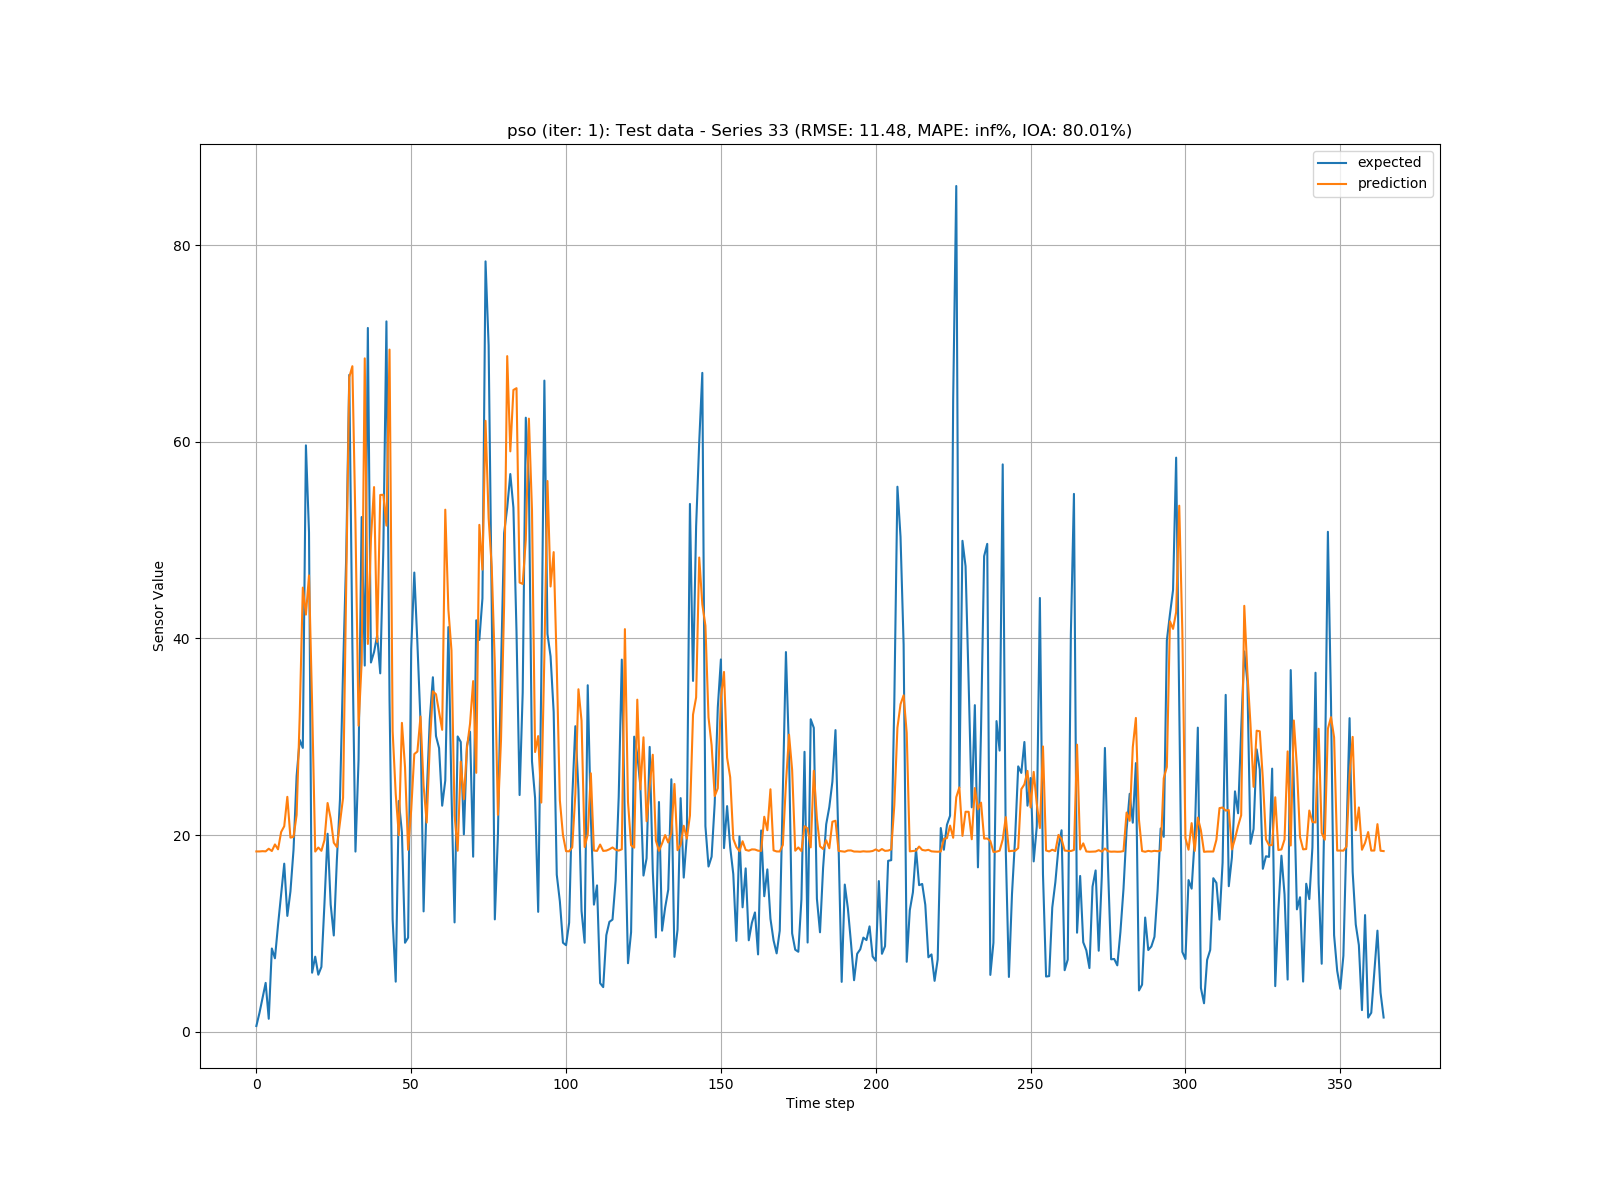 pso (iter: 1): Test data - Series 33 (RMSE: 11.48, MAPE: inf%, IOA: 80.01%)
expected
prediction
80
60
40
20
0
Sensor Value
0 50 100 150 200 250 300 350
Time step